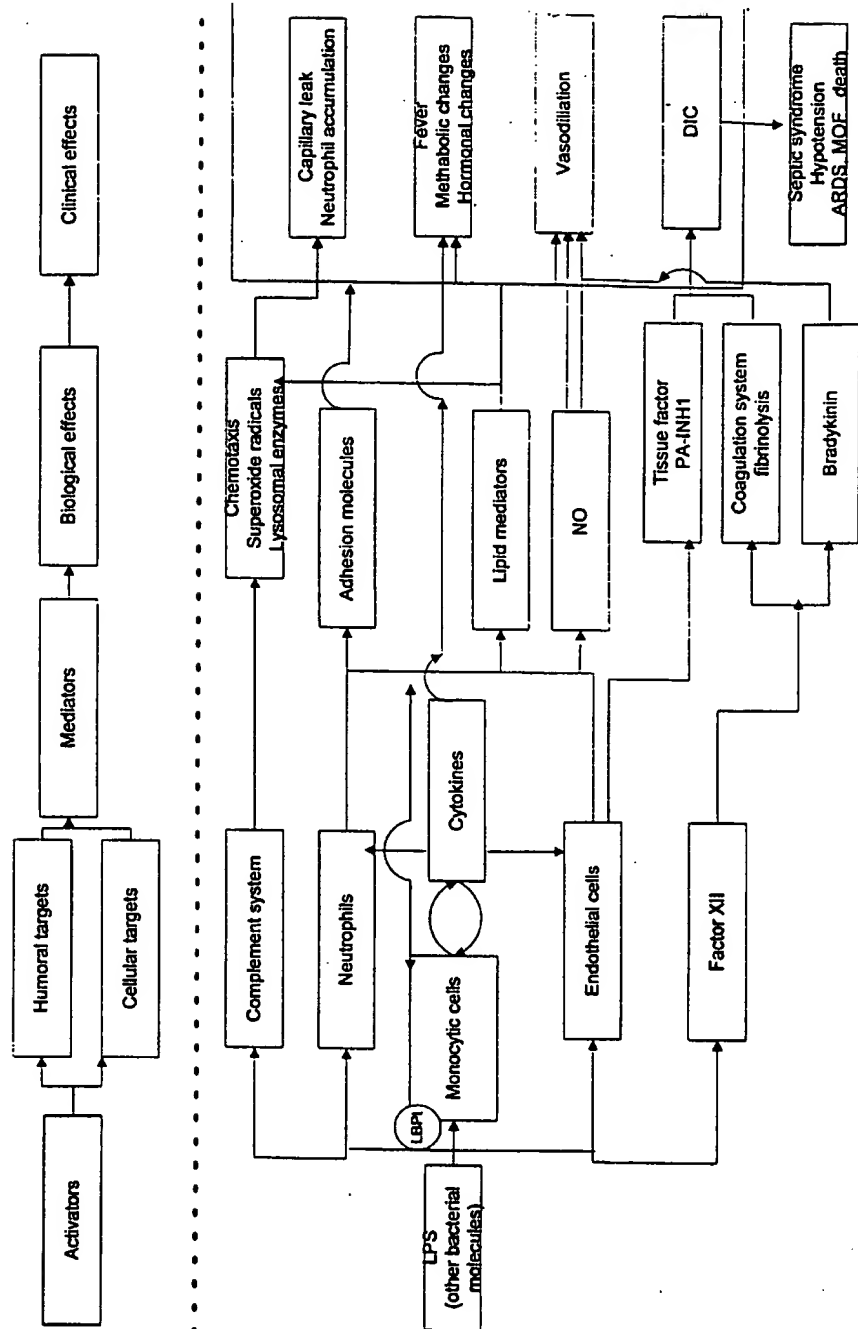 Activators
Humoral targets
Cellular targets
Mediators
Biological effects
Clinical effects
LPS
(other bacterial
molecules)
LBPI
Complement system
Neutrophils
Monocytic cells
Cytokines
Endothelial cells
Factor XII
Chemotaxis
Superoxide radicals
Lysosomal enzymes
Adhesion molecules
Lipid mediators
NO
Tissue factor
PA-INH1
Coagulation system
fibrinolysis
Bradykinin
Capillary leak
Neutrophil accumulation
Fever
Methabolic changes
Hormonal changes
Vasodiliation
DIC
Septic syndrome
Hypotension
ARDS, MOF, death